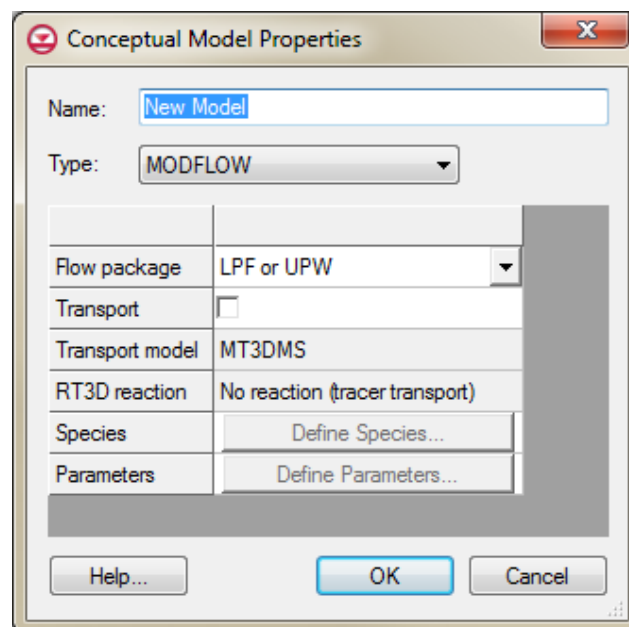 Conceptual Model Properties
Name: New Model
Type: MODFLOW
Flow package LPF or UPW
Transport
Transport model MT3DMS
RT3D reaction No reaction (tracer transport)
Species Define Species...
Parameters Define Parameters...
Help... OK Cancel